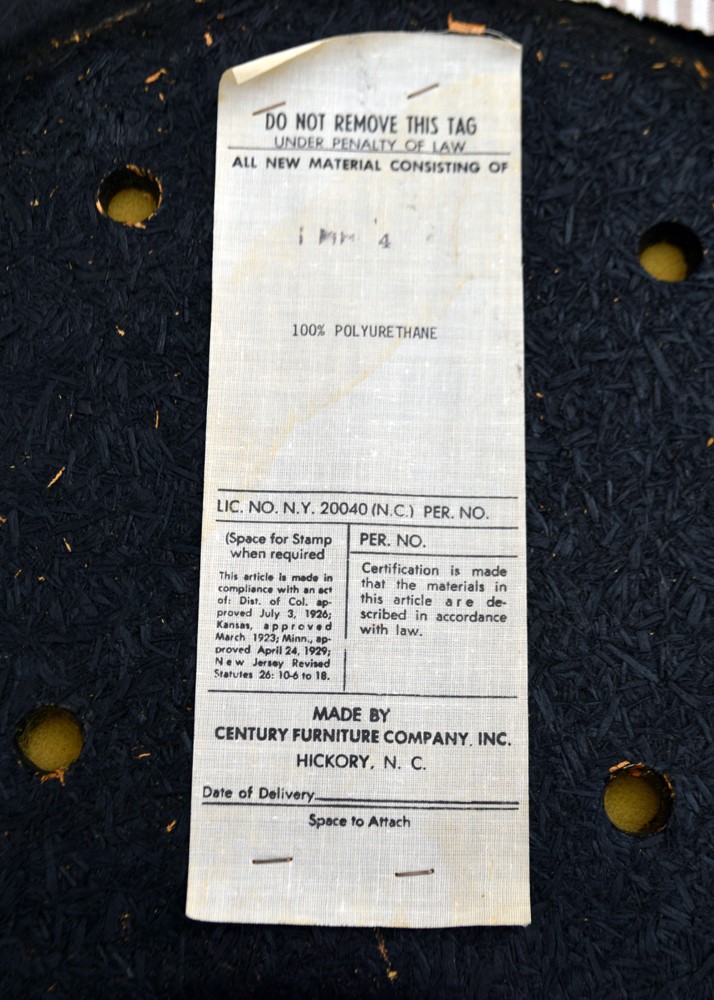 DO NOT REMOVE THIS TAG
UNDER PENALTY OF LAW
ALL NEW MATERIAL CONSISTING OF
4
100% POLYURETHANE
LIC. NO. N.Y. 20040 (N.C.) PER. NO.
(Space for Stamp
when required
This article is made in
compliance with an act
of: Dist. of Col. ap-
proved July 3, 1926;
Kansas, approved
March 1923; Minn., ap-
proved April 24, 1929;
New Jersey Revised
Statutes 26: 10-6 to 18.
PER. NO.
Certification is made
that the materials in
this article are de-
scribed in accordance
with law.
MADE BY
CENTURY FURNITURE COMPANY, INC.
HICKORY, N. C.
Date of Delivery
Space to Attach